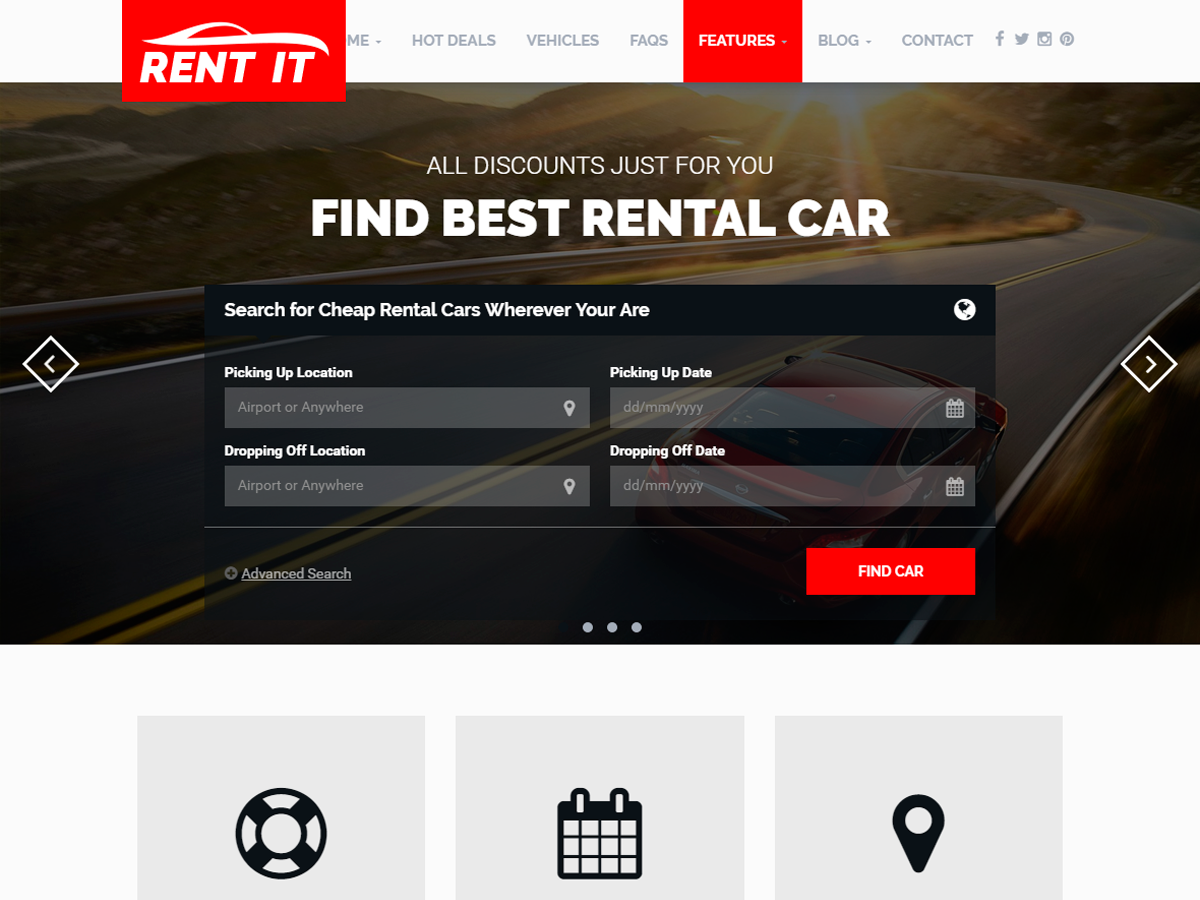 RENT IT
ME HOT DEALS VEHICLES FAQS FEATURES BLOG CONTACT
ALL DISCOUNTS JUST FOR YOU
FIND BEST RENTAL CAR
Search for Cheap Rental Cars Wherever Your Are
Picking Up Location Picking Up Date
Airport or Anywhere dd/mm/yyyy
Dropping Off Location Dropping Off Date
Airport or Anywhere dd/mm/yyyy
Advanced Search FIND CAR